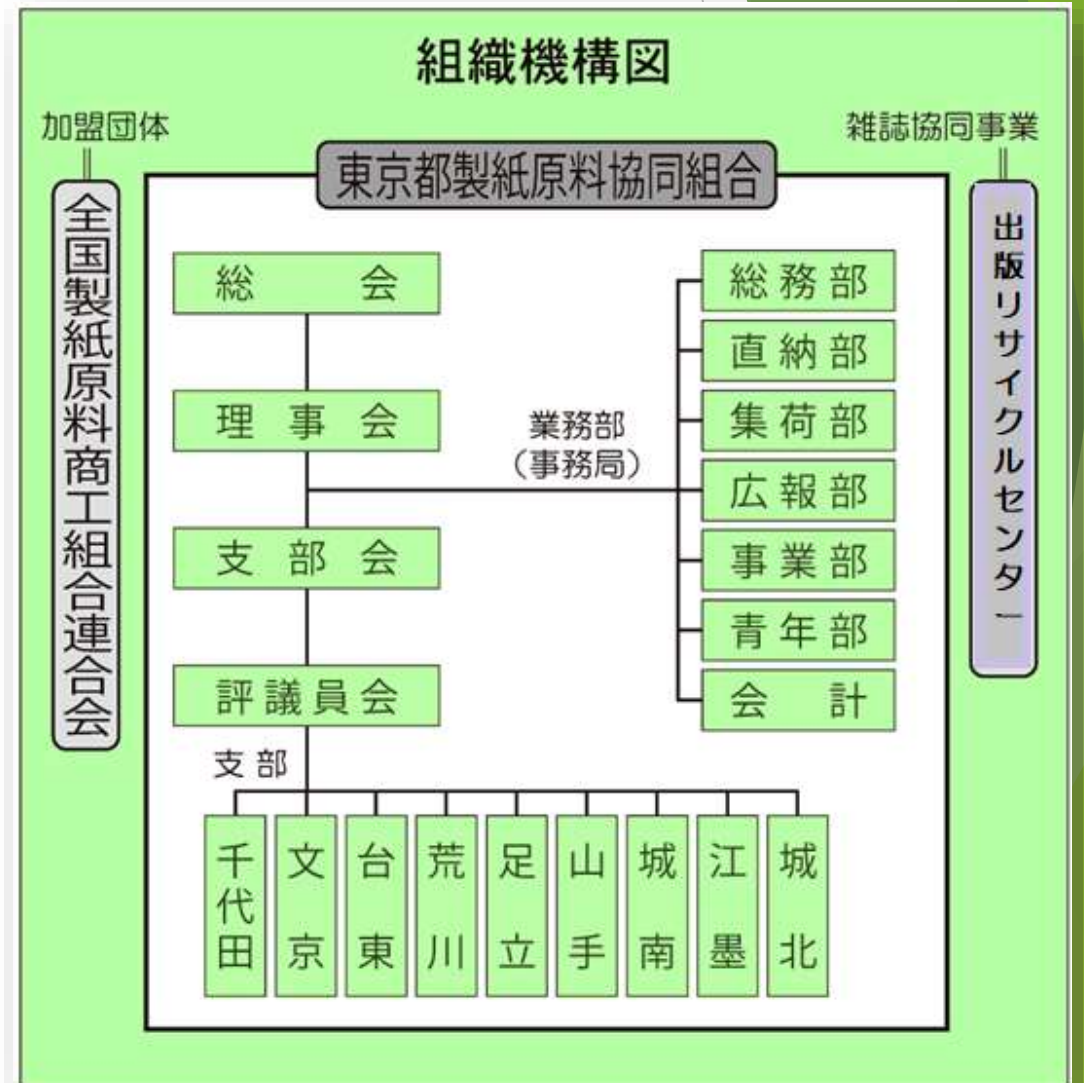 組織機構図
加盟団体
雑誌協同事業
東京都製紙原料協同組合
全国製紙原料商工組合連合会
出版リサイクルセンター
総会
理事会
支部会
評議員会
業務部
（事務局）
総務部
直納部
集荷部
広報部
事業部
青年部
会計
支部
千代田
文京
台東
荒川
足立
山手
城南
江墨
城北